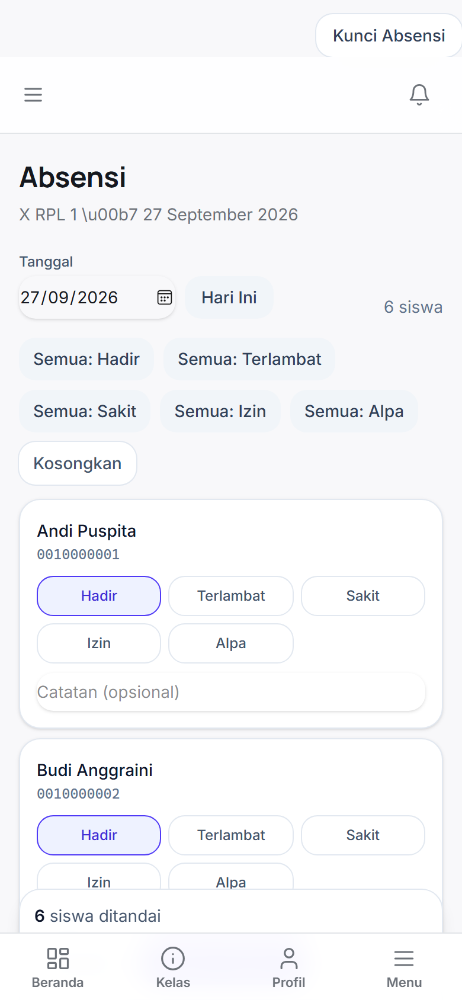 Kunci Absensi
Absensi
X RPL 1 \u00b7 27 September 2026
Tanggal
27/09/2026
Hari Ini
6 siswa
Semua: Hadir
Semua: Terlambat
Semua: Sakit
Semua: Izin
Semua: Alpa
Kosongkan
Andi Puspita
0010000001
Hadir
Terlambat
Sakit
Izin
Alpa
Catatan (opsional)
Budi Anggraini
0010000002
Hadir
Terlambat
Sakit
Izin
Alpa
6 siswa ditandai
Beranda
Kelas
Profil
Menu